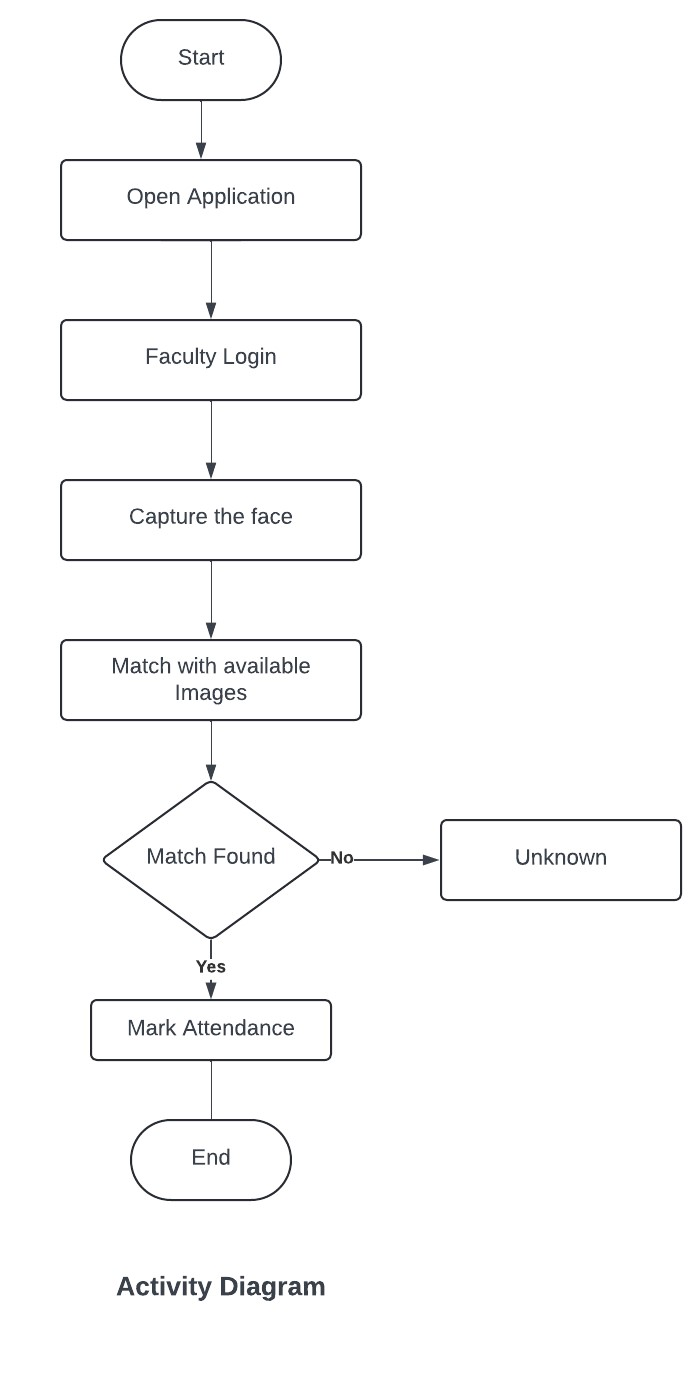 Start
Open Application
Faculty Login
Capture the face
Match with available
Images
Match Found
No
Unknown
Yes
Mark Attendance
End
Activity Diagram